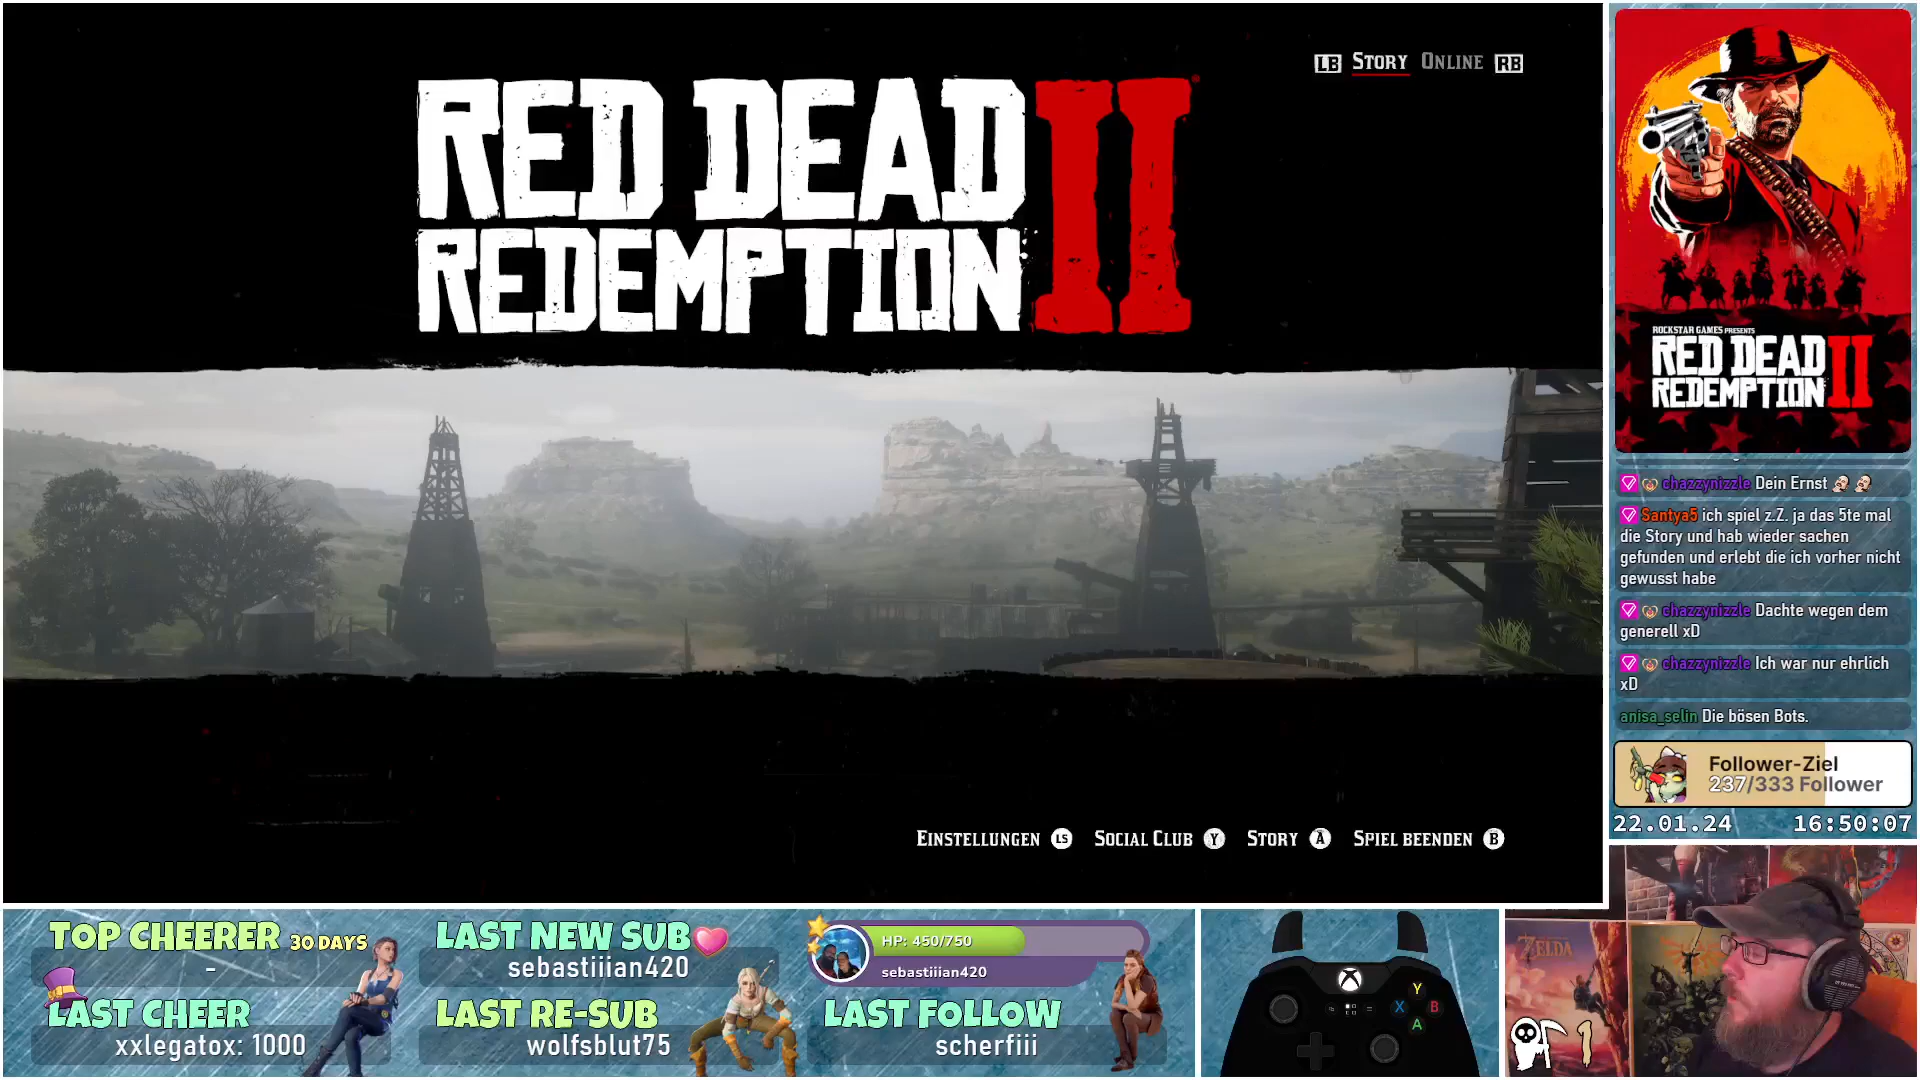 LB STORY ONLINE RB
RED DEAD
REDEMPTION II
ROCKSTAR GAMES PRESENTS
RED DEAD
REDEMPTION II
chazzynizzle Dein Ernst
Santya5 ich spiel z.Z. ja das 5te mal
die Story und hab wieder sachen
gefunden und erlebt die ich vorher nicht
gewusst habe
chazzynizzle Dachte wegen dem
generell xD
chazzynizzle Ich war nur ehrlich
xD
anisa_selin Die bösen Bots.
Follower-Ziel
237/333 Follower
22.01.24 16:50:07
EINSTELLUNGEN LS SOCIAL CLUB Y STORY A SPIEL BEENDEN B
TOP CHEERER 30 DAYS
-
LAST CHEER
xxlegatox: 1000
LAST NEW SUB
sebastiiian420
LAST RE-SUB
wolfsblut75
HP: 450/750
sebastiiian420
LAST FOLLOW
scherfiii
Y
X B
A
ZELDA
1